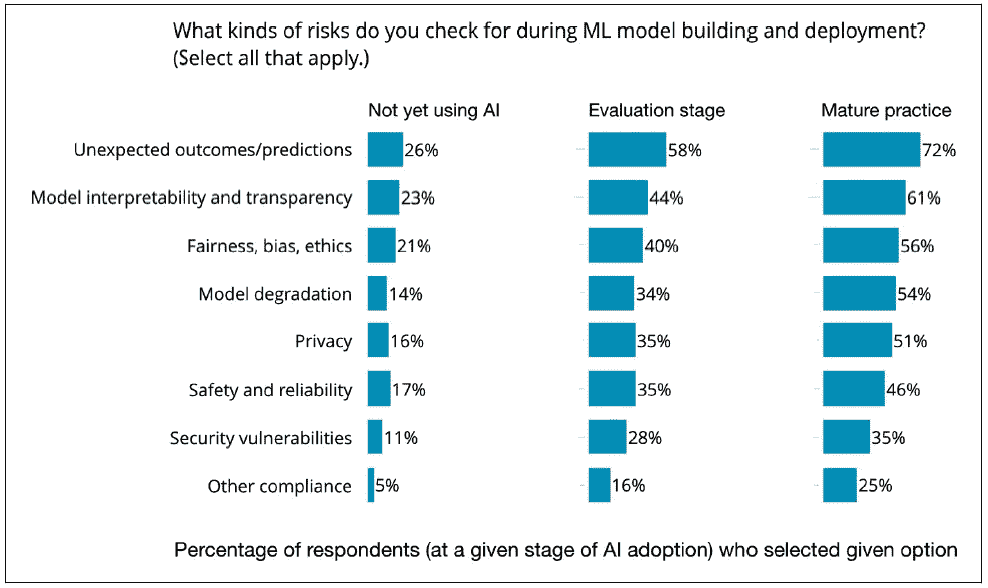 What kinds of risks do you check for during ML model building and deployment?
(Select all that apply.)
Not yet using AI Evaluation stage Mature practice
Unexpected outcomes/predictions 26% 58% 72%
Model interpretability and transparency 23% 44% 61%
Fairness, bias, ethics 21% 40% 56%
Model degradation 14% 34% 54%
Privacy 16% 35% 51%
Safety and reliability 17% 35% 46%
Security vulnerabilities 11% 28% 35%
Other compliance 5% 16% 25%
Percentage of respondents (at a given stage of AI adoption) who selected given option